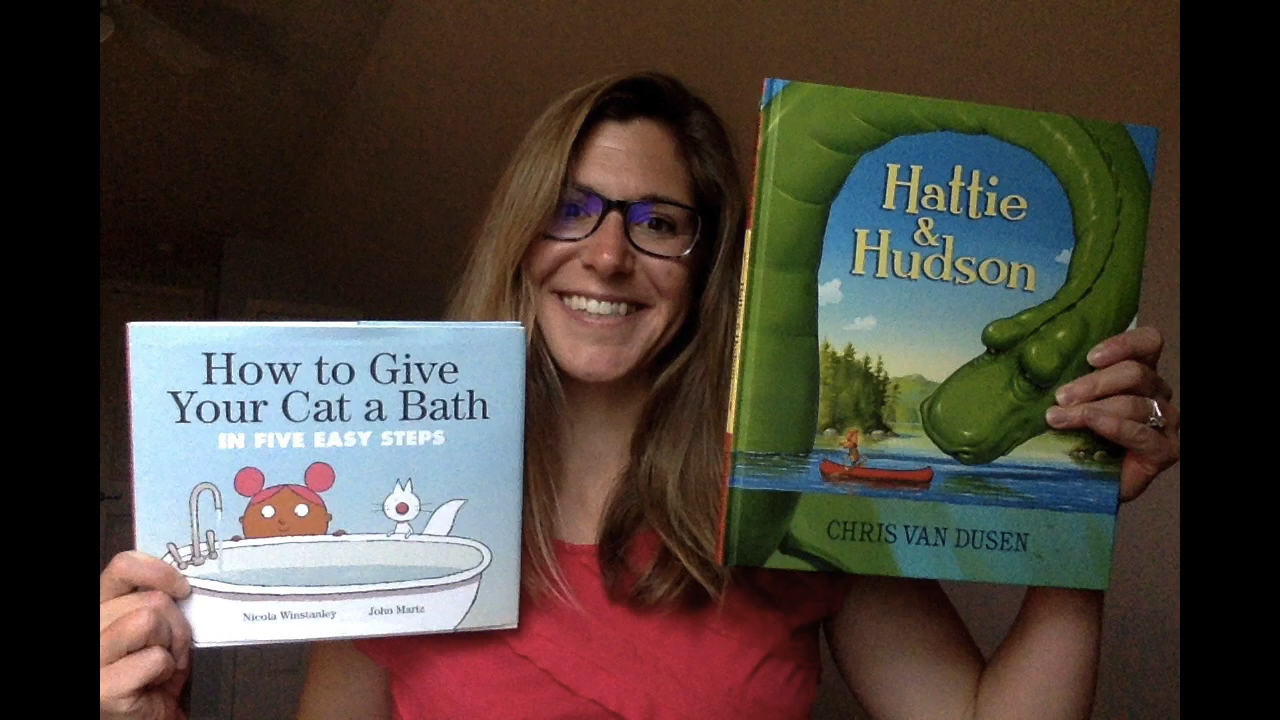 How to Give
Your Cat a Bath
IN FIVE EASY STEPS
Nicola Winstanley John Martz
Hattie
&
Hudson
CHRIS VAN DUSEN